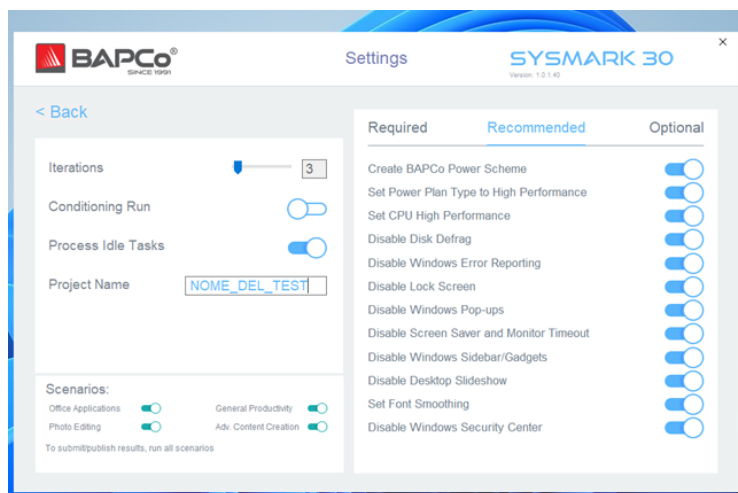 BAPCo®
SINCE 1991
Settings
SYSMARK 30
Version: 1.0.1.40
×
< Back
Iterations 3
Conditioning Run
Process Idle Tasks
Project Name NOME_DEL_TEST
Scenarios:
Office Applications General Productivity
Photo Editing Adv. Content Creation
To submit/publish results, run all scenarios
Required Recommended Optional
Create BAPCo Power Scheme
Set Power Plan Type to High Performance
Set CPU High Performance
Disable Disk Defrag
Disable Windows Error Reporting
Disable Lock Screen
Disable Windows Pop-ups
Disable Screen Saver and Monitor Timeout
Disable Windows Sidebar/Gadgets
Disable Desktop Slideshow
Set Font Smoothing
Disable Windows Security Center